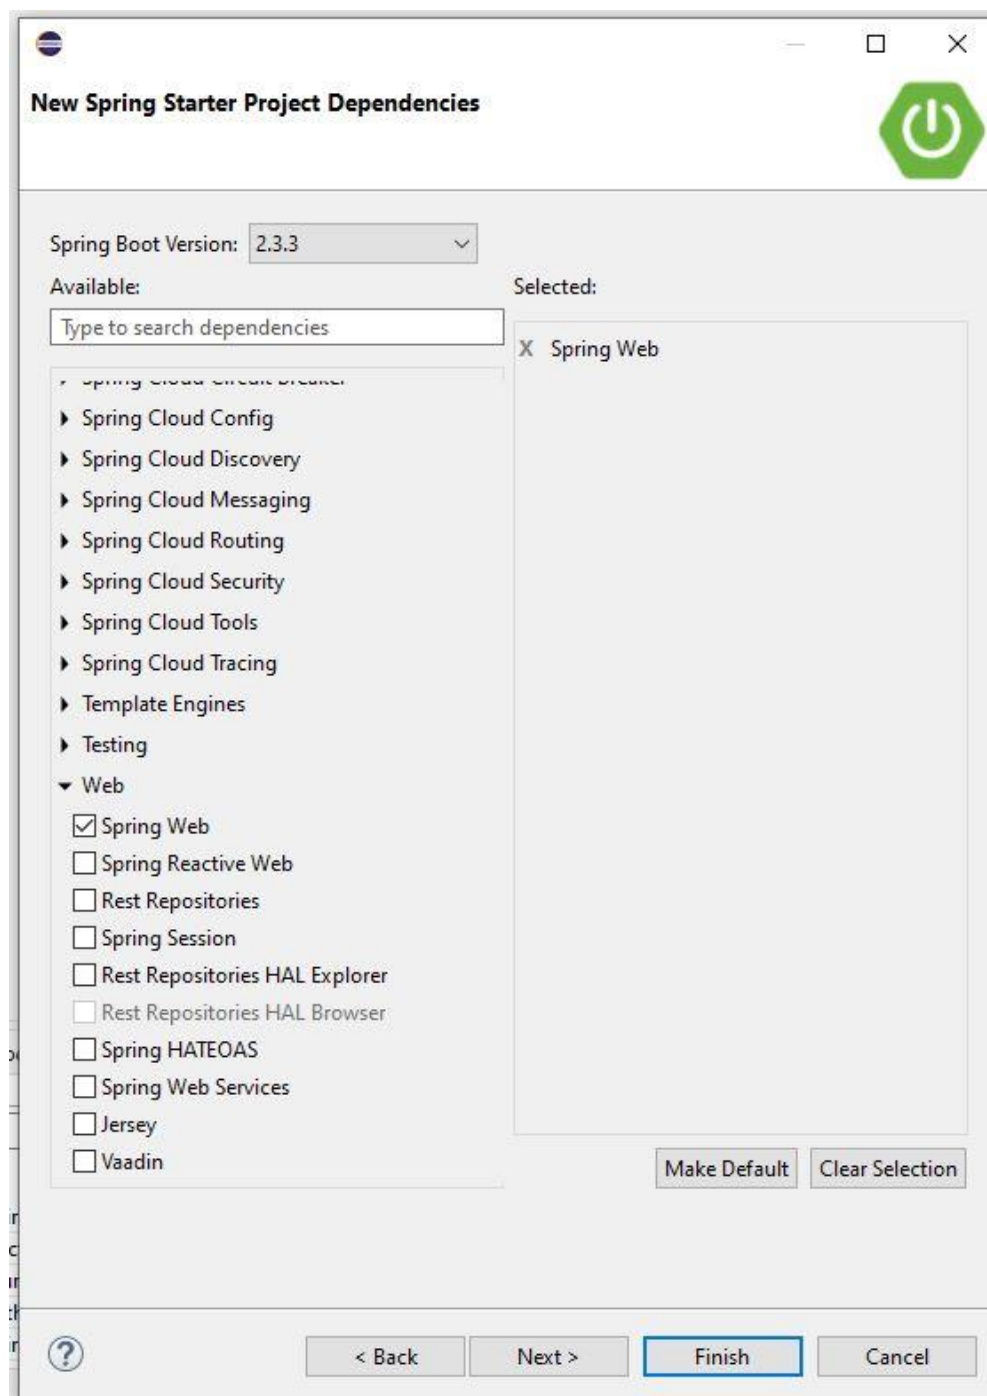 New Spring Starter Project Dependencies
Spring Boot Version: 2.3.3
Available:
Type to search dependencies
Spring Cloud Config
Spring Cloud Discovery
Spring Cloud Messaging
Spring Cloud Routing
Spring Cloud Security
Spring Cloud Tools
Spring Cloud Tracing
Template Engines
Testing
Web
Spring Web
Spring Reactive Web
Rest Repositories
Spring Session
Rest Repositories HAL Explorer
Rest Repositories HAL Browser
Spring HATEOAS
Spring Web Services
Jersey
Vaadin
Selected:
X Spring Web
Make Default Clear Selection
? < Back Next > Finish Cancel